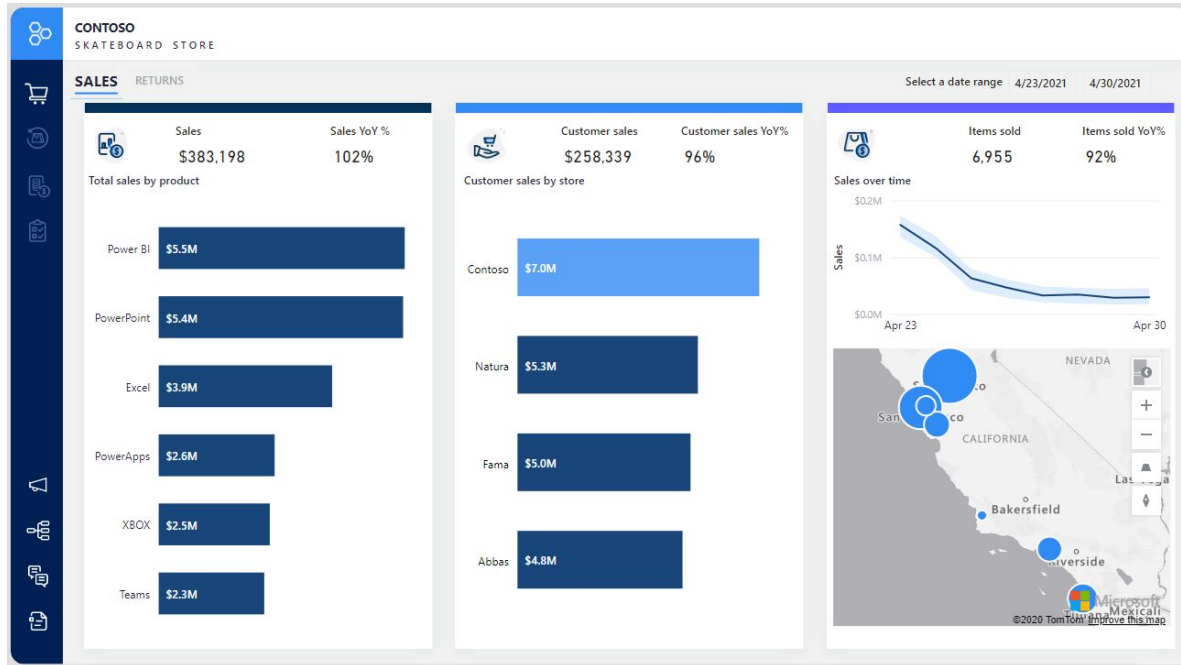 CONTOSO
SKATEBOARD STORE
SALES RETURNS
Select a date range 4/23/2021 4/30/2021
Sales Sales YoY %
$383,198 102%
Total sales by product
Power BI $5.5M
PowerPoint $5.4M
Excel $3.9M
PowerApps $2.6M
XBOX $2.5M
Teams $2.3M
Customer sales Customer sales YoY%
$258,339 96%
Customer sales by store
Contoso $7.0M
Natura $5.3M
Fama $5.0M
Abbas $4.8M
Items sold Items sold YoY%
6,955 92%
Sales over time
$0.2M
Sales
$0.1M
$0.0M
Apr 23 Apr 30
NEVADA
CALIFORNIA
Bakersfield
Microsoft
Mexicali
©2020 TomTom Improve this map